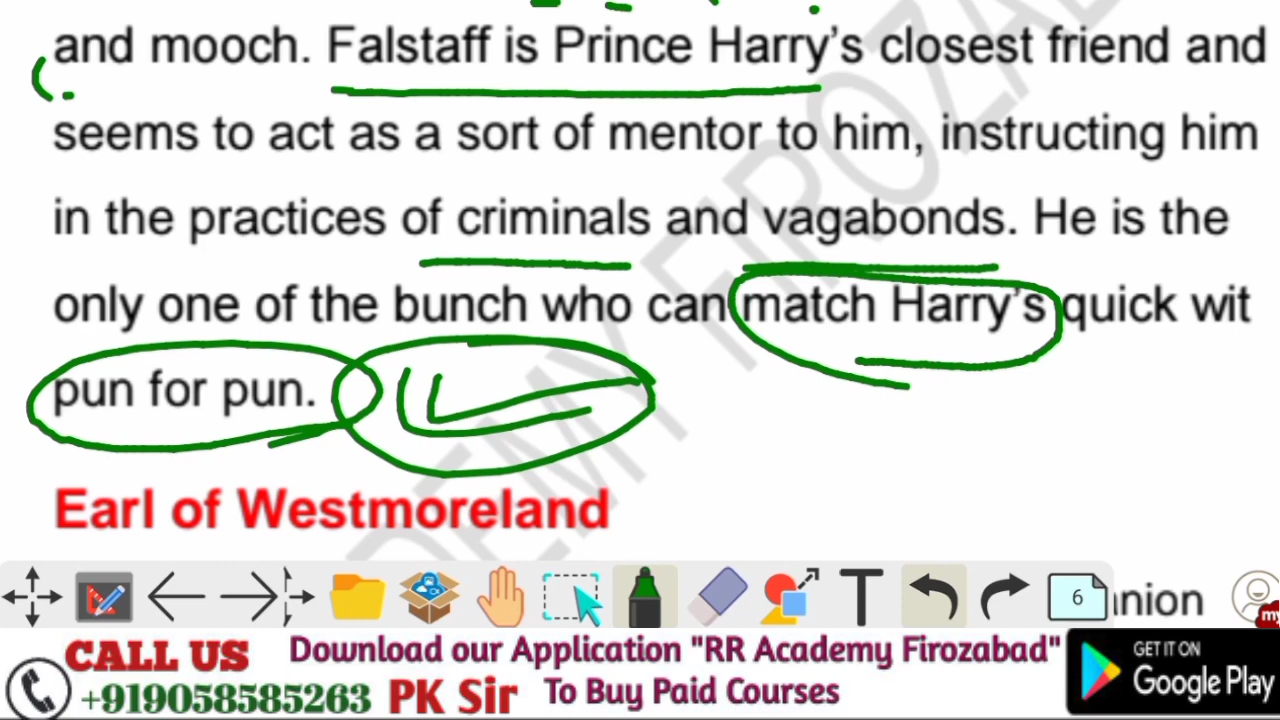 and mooch. Falstaff is Prince Harry's closest friend and
seems to act as a sort of mentor to him, instructing him
in the practices of criminals and vagabonds. He is the
only one of the bunch who can match Harry's quick wit
pun for pun.
Earl of Westmoreland
T
6
CALL US
+919058585263
PK Sir
Download our Application "RR Academy Firozabad"
To Buy Paid Courses
GET IT ON
Google Play